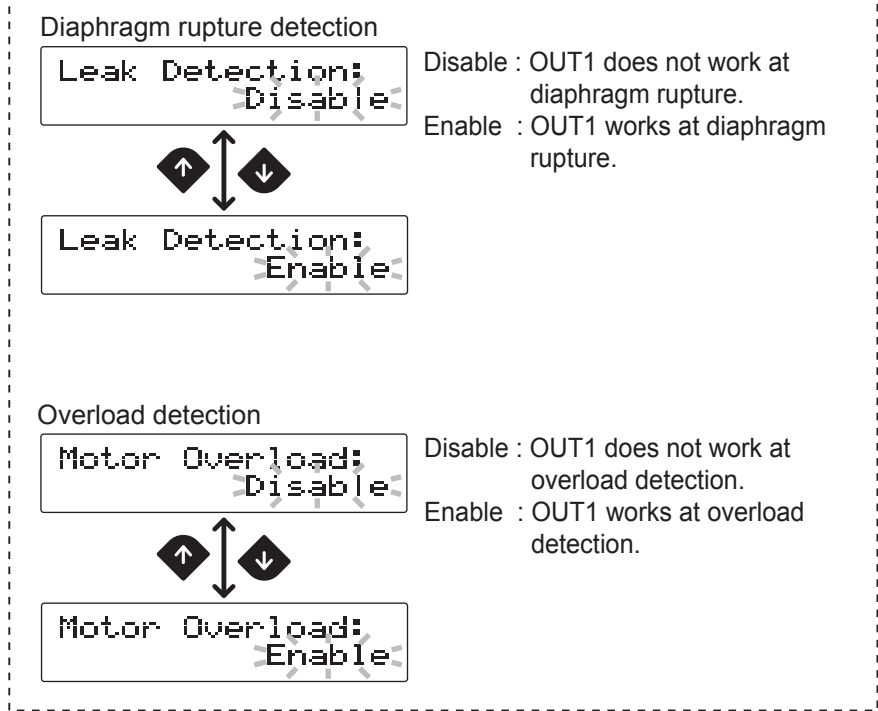 Diaphragm rupture detection
Leak Detection:
Disable
Disable : OUT1 does not work at
diaphragm rupture.
Enable : OUT1 works at diaphragm
rupture.
Leak Detection:
Enable
Overload detection
Motor Overload:
Disable
Disable : OUT1 does not work at
overload detection.
Enable : OUT1 works at overload
detection.
Motor Overload:
Enable